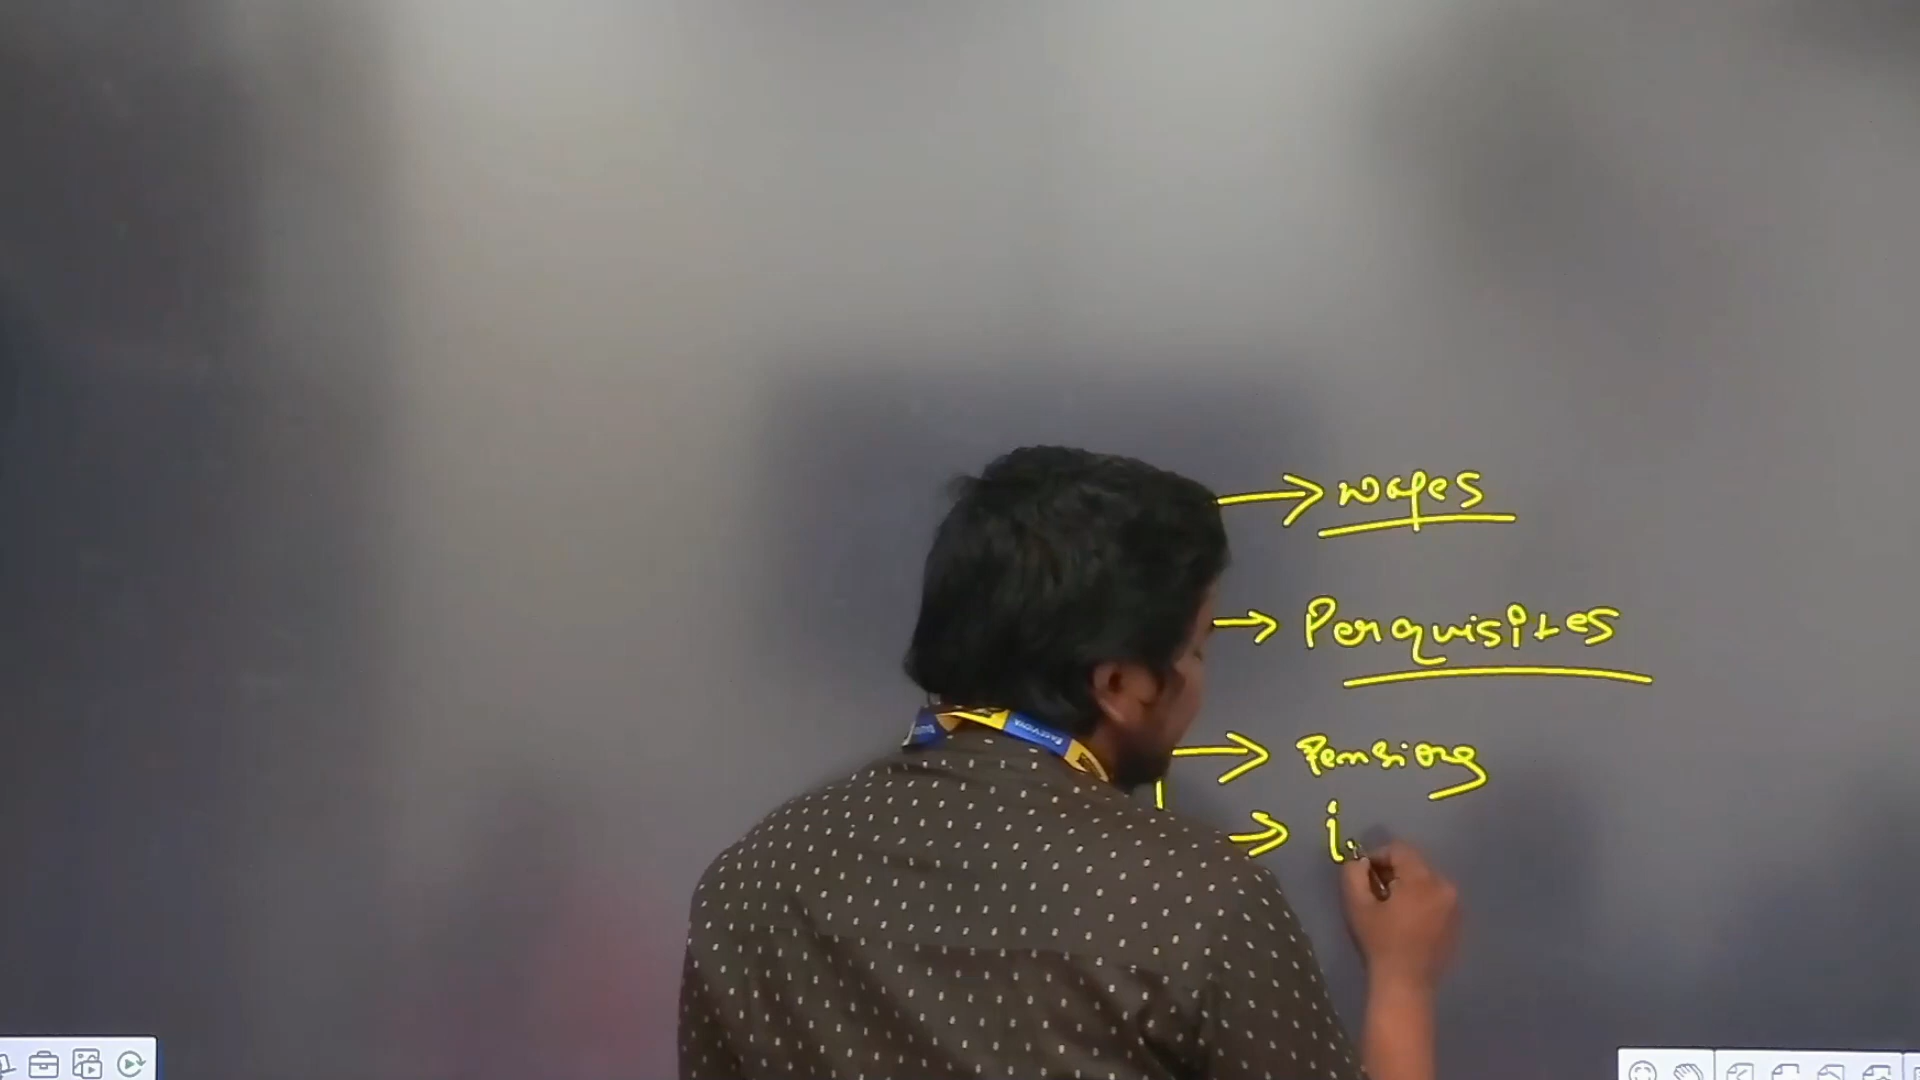 → wages
→ Perquisites
→ Pensions
→ i